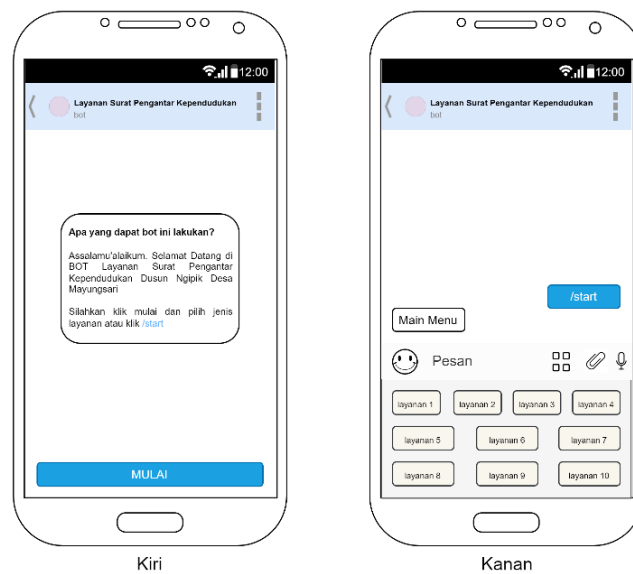 12:00
Layanan Surat Pengantar Kependudukan
bot
Apa yang dapat bot ini lakukan?
Assalamu'alaikum. Selamat Datang di
BOT Layanan Surat Pengantar
Kependudukan Dusun Ngipik Desa
Mayungsari
Silahkan klik mulai dan pilih jenis
layanan atau klik /start
MULAI
Kiri
12:00
Layanan Surat Pengantar Kependudukan
bot
/start
Main Menu
Pesan
layanan 1 layanan 2 layanan 3 layanan 4
layanan 5 layanan 6 layanan 7
layanan 8 layanan 9 layanan 10
Kanan